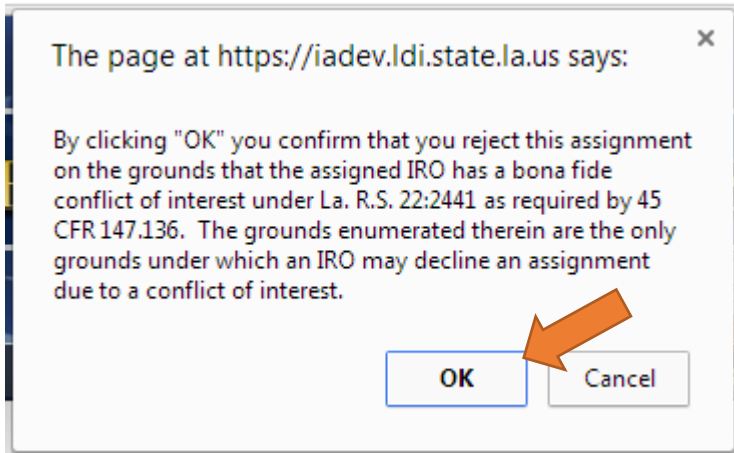 The page at https://iadev.ldi.state.la.us says:
×
By clicking "OK" you confirm that you reject this assignment
on the grounds that the assigned IRO has a bona fide
conflict of interest under La. R.S. 22:2441 as required by 45
CFR 147.136.  The grounds enumerated therein are the only
grounds under which an IRO may decline an assignment
due to a conflict of interest.
OK
Cancel